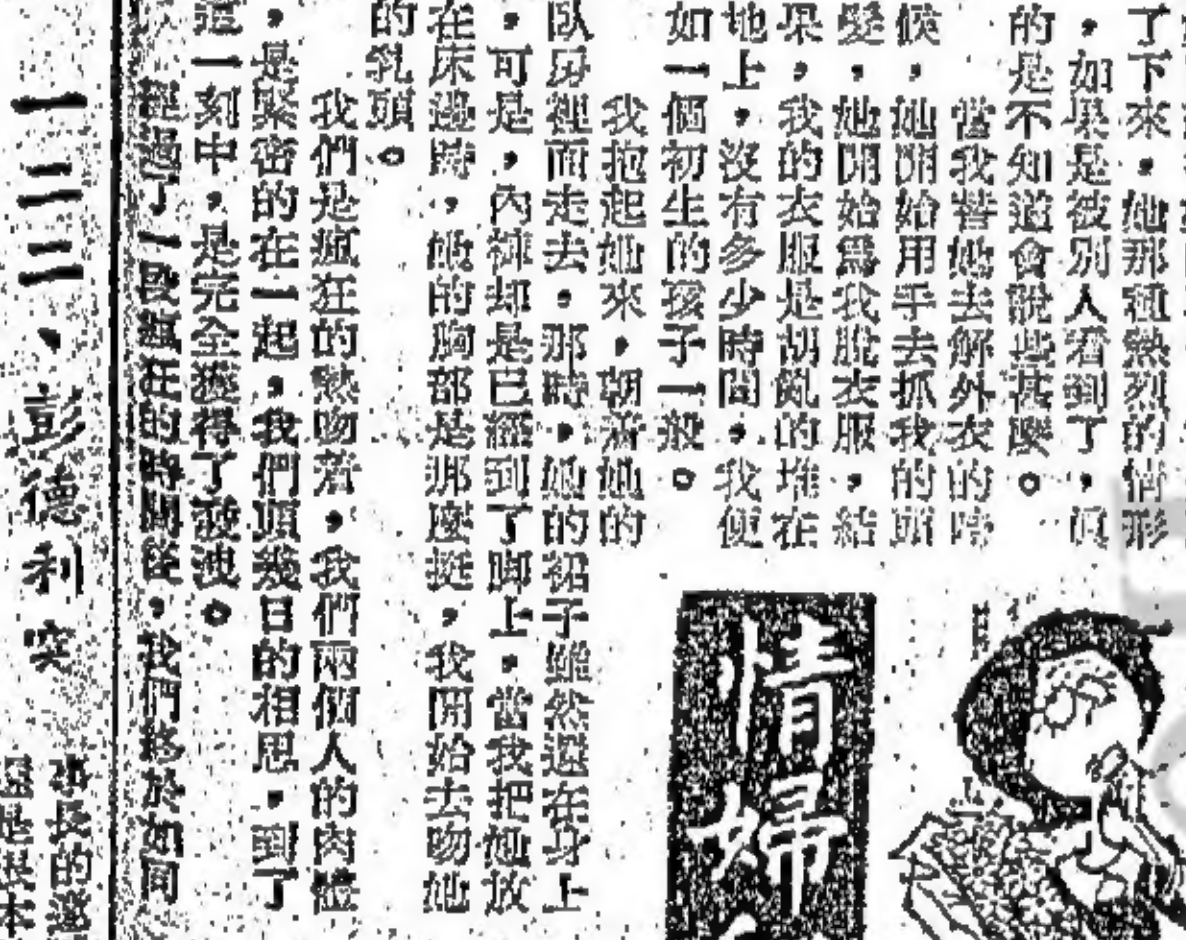 了下來，她那種熱烈的情形
，如果是被別人看到了，眞
的是不知道會說些甚麼。
當我替她去解外衣的時
候，她開始用手去抓我的頭
髮，她開始爲我脫衣服，結
果，我的衣服是胡亂的堆在
地上，沒有多少時間，我便
如一個初生的孩子一般。
我抱起她來，朝着她的
臥房裡面走去，那時，她的裙子雖然還在身上
，可是，內褲却是已經到了脚上，當我把她放
在床邊時，她的胸部是那麼挺，我開始去吻她
的乳頭。
我們是瘋狂的熱吻着，我們兩個人的肉體
，是緊密的在一起，我們頭幾日的相思，到了
這一刻中，是完全獲得了發洩。
經過了一段瘋狂的時間後，我們終於如同
情婦
一三三，彭德利突